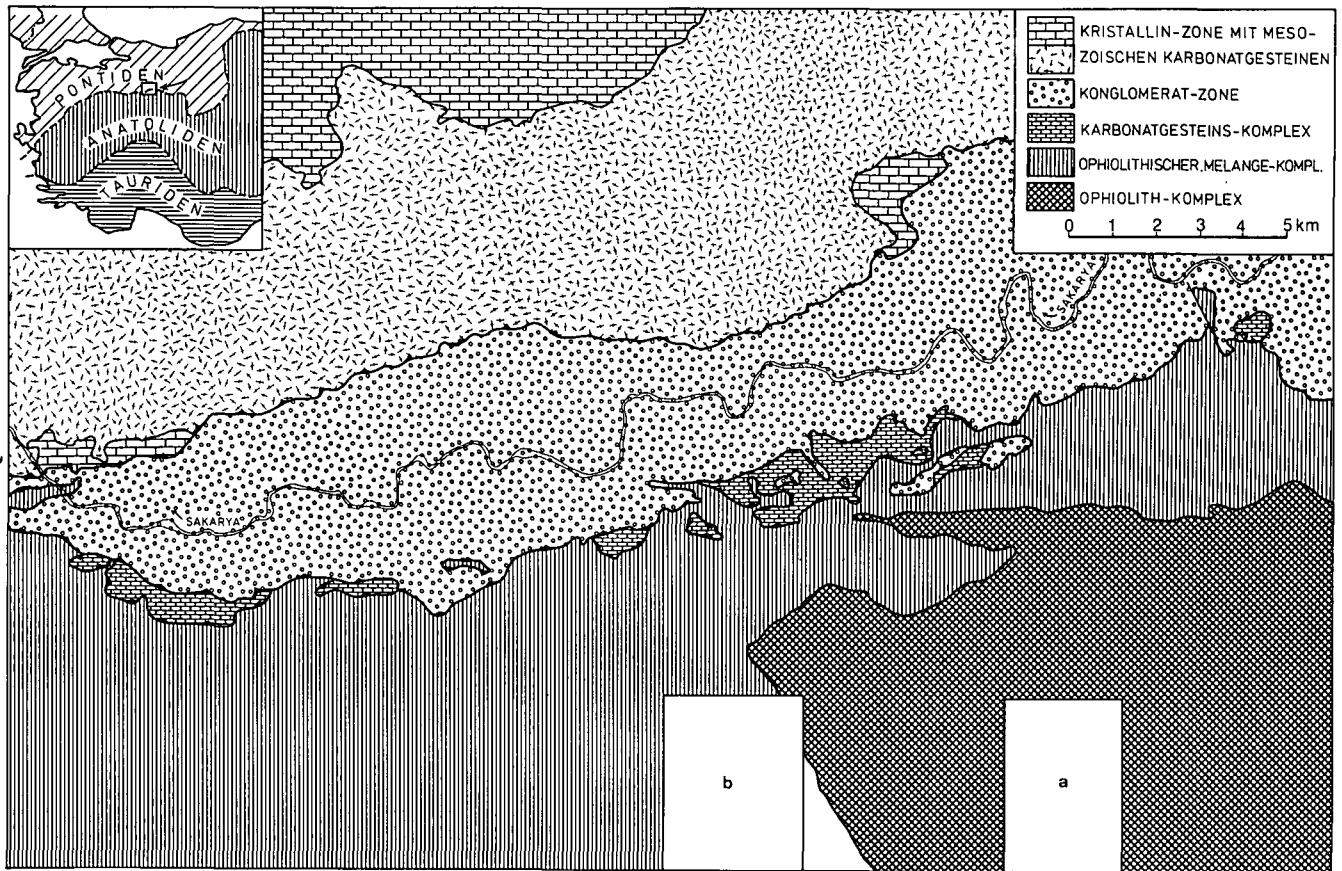 PONTIDEN
ANATOLIDEN
TAURIDEN
KRISTALLIN-ZONE MIT MESO-
ZOISCHEN KARBONATGESTEINEN
KONGLOMERAT-ZONE
KARBONATGESTEINS-KOMPLEX
OPHIOLITHISCHER.MELANGE-KOMPL.
OPHIOLITH-KOMPLEX
0 1 2 3 4 5 km
SAKARYA
SAKARYA
b
a